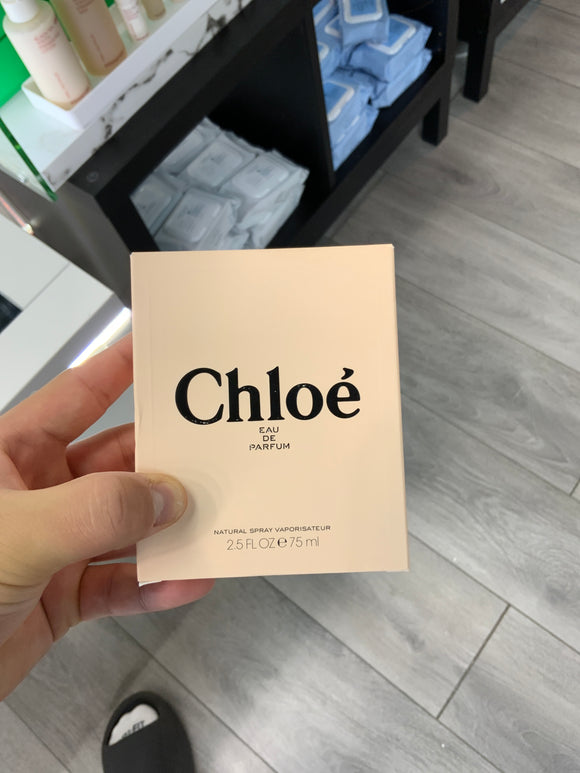 Chloé
EAU
DE
PARFUM
NATURAL SPRAY VAPORISATEUR
2.5 FL OZ℮75 ml